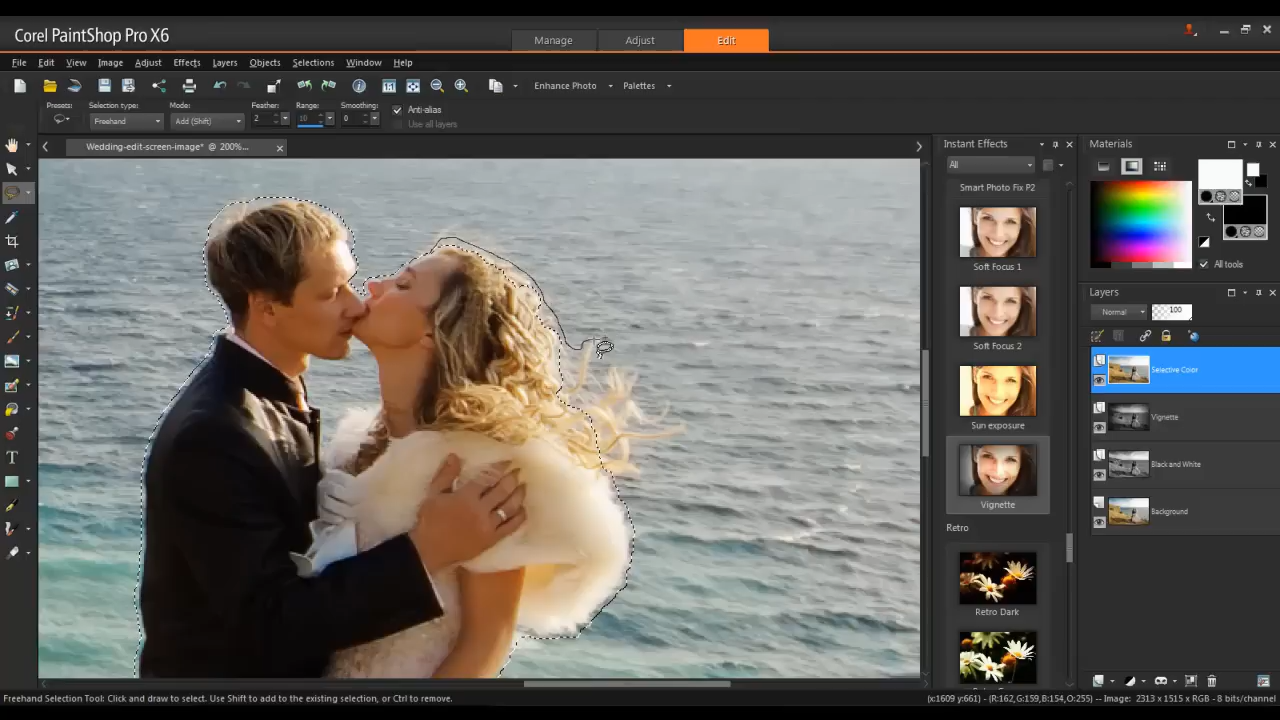 Corel PaintShop Pro X6
Manage
Adjust
Edit
File Edit View Image Adjust Effects Layers Objects Selections Window Help
Enhance Photo
Palettes
Presets:
Selection type:
Mode:
Feather:
Range:
Smoothing:
Freehand
Add (Shift)
2
10
0
Anti-alias
Use all layers
Wedding-edit-screen-image* @ 200%...
Instant Effects
All
Smart Photo Fix P2
Soft Focus 1
Soft Focus 2
Sun exposure
Vignette
Retro
Retro Dark
Materials
All tools
Layers
Normal
100
Selective Color
Vignette
Black and White
Background
Freehand Selection Tool: Click and draw to select. Use Shift to add to the existing selection, or Ctrl to remove.
(x:1609 y:661) -- (R:162,G:159,B:154,O:255) -- Image: 2313 x 1515 x RGB - 8 bits/channel